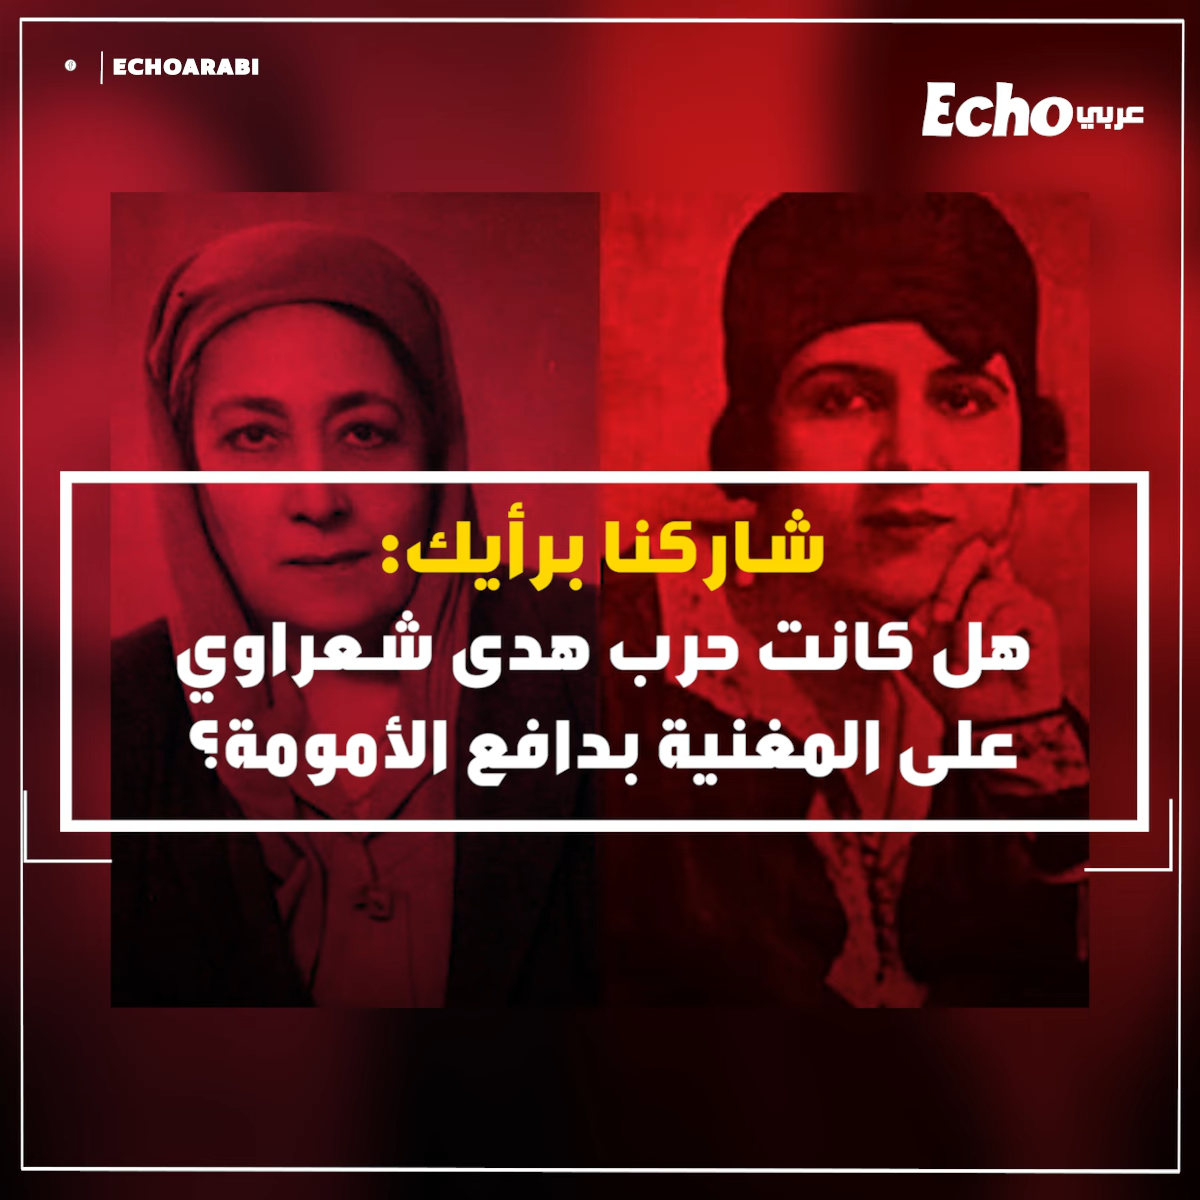 ECHOARABI
Echo عربي
شاركنا برأيك:
هل كانت حرب هدى شعراوي
على المغنية بدافع الأمومة؟